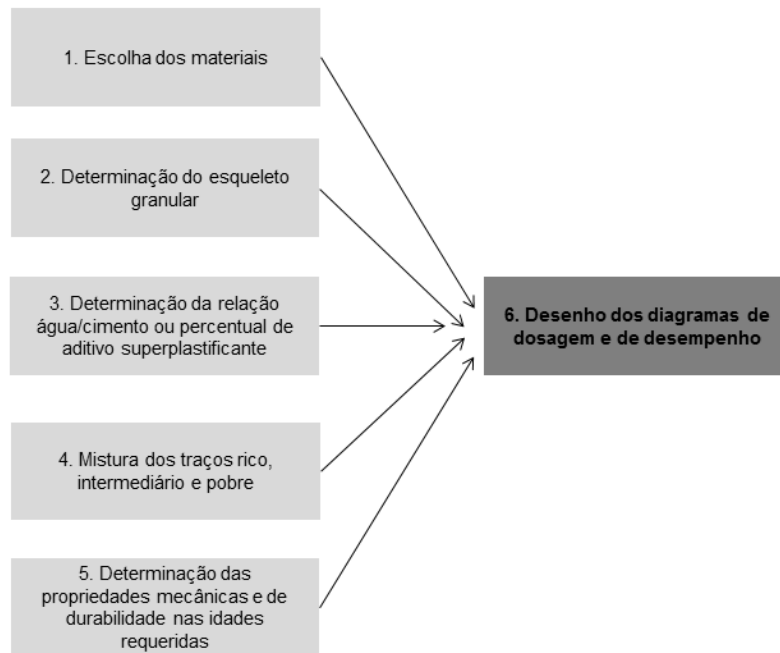 1. Escolha dos materiais
2. Determinação do esqueleto
granular
3. Determinação da relação
água/cimento ou percentual de
aditivo superplastificante
4. Mistura dos traços rico,
intermediário e pobre
5. Determinação das
propriedades mecânicas e de
durabilidade nas idades
requeridas
6. Desenho dos diagramas de
dosagem e de desempenho